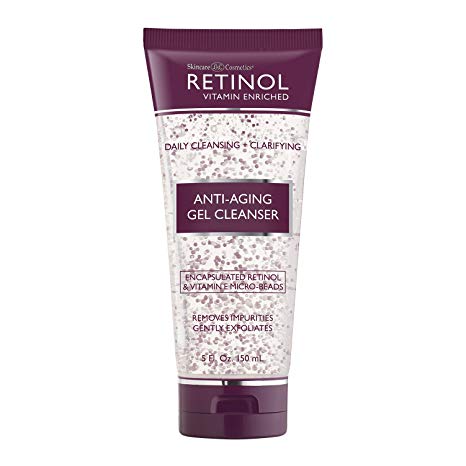 Skincare LdeL Cosmetics®
RETINOL
VITAMIN ENRICHED
DAILY CLEANSING + CLARIFYING
ANTI-AGING
GEL CLEANSER
ENCAPSULATED RETINOL
& VITAMIN E MICRO-BEADS
REMOVES IMPURITIES
GENTLY EXFOLIATES
5 Fl. Oz. 150 mL